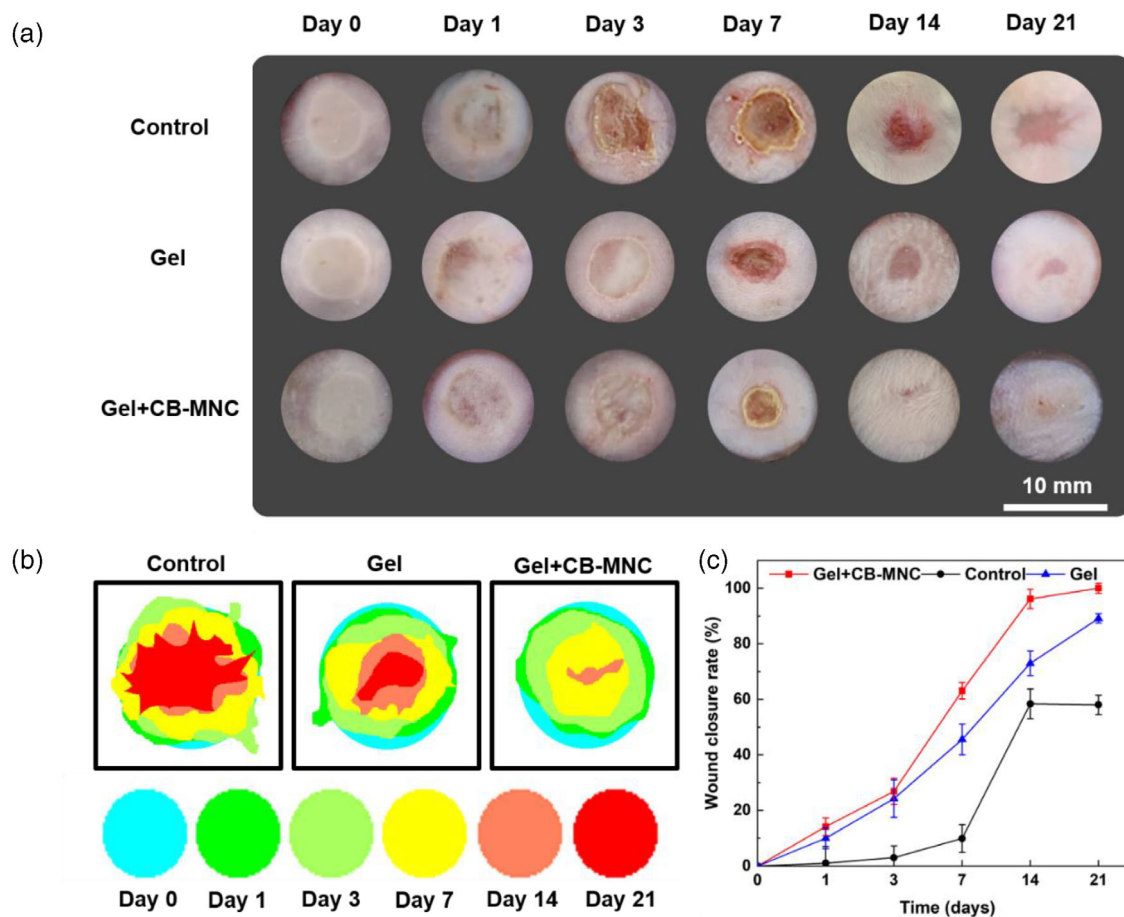 (a)
Day 0 Day 1 Day 3 Day 7 Day 14 Day 21
Control
Gel
Gel+CB-MNC
10 mm
(b)
Control Gel Gel+CB-MNC
Day 0 Day 1 Day 3 Day 7 Day 14 Day 21
(c)
Gel+CB-MNC Control Gel
100
80
60
40
20
0
Wound closure rate (%)
0 1 3 7 14 21
Time (days)